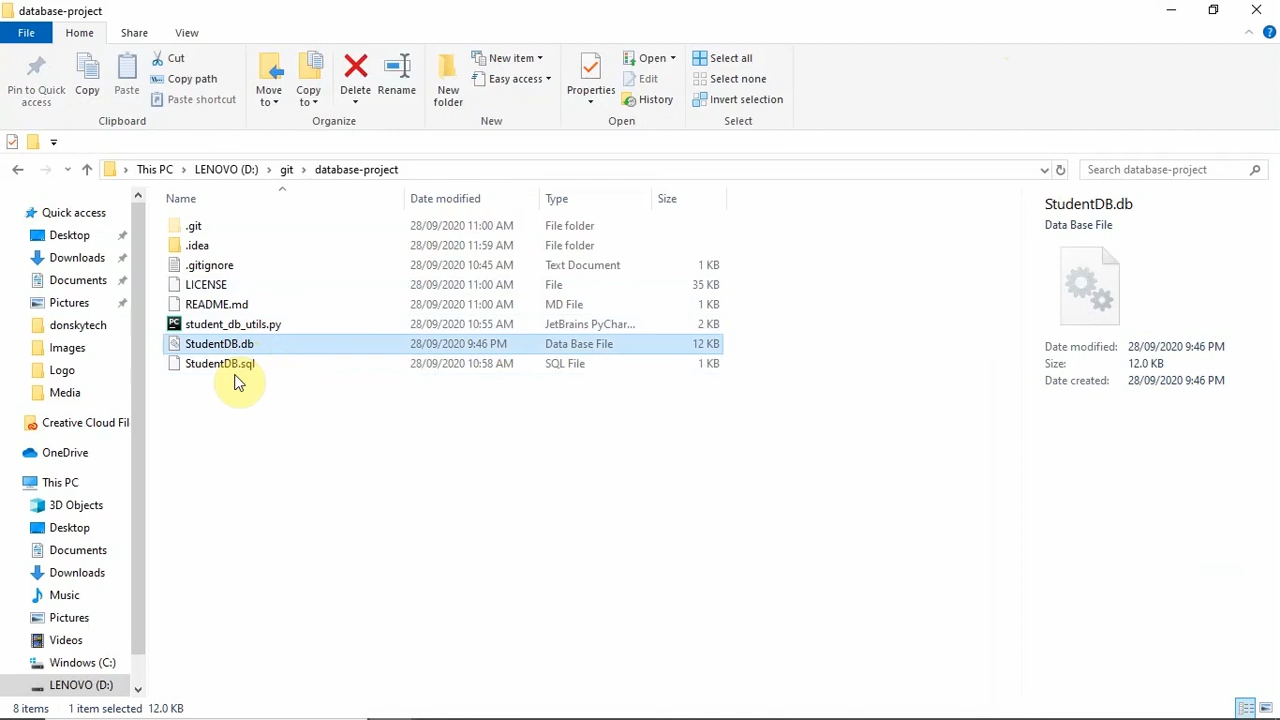 database-project
File Home Share View
Pin to Quick access
Copy
Paste
Cut
Copy path
Paste shortcut
Clipboard
Move to
Copy to
Delete
Rename
Organize
New folder
New item
Easy access
New
Properties
Open
Edit
History
Open
Select all
Select none
Invert selection
Select
This PC LENOVO (D:) git database-project
Search database-project
Name Date modified Type Size
.git 28/09/2020 11:00 AM File folder
.idea 28/09/2020 11:59 AM File folder
.gitignore 28/09/2020 10:45 AM Text Document 1 KB
LICENSE 28/09/2020 11:00 AM File 35 KB
README.md 28/09/2020 11:00 AM MD File 1 KB
student_db_utils.py 28/09/2020 10:55 AM JetBrains PyChar... 2 KB
StudentDB.db 28/09/2020 9:46 PM Data Base File 12 KB
StudentDB.sql 28/09/2020 10:58 AM SQL File 1 KB
Quick access
Desktop
Downloads
Documents
Pictures
donskytech
Images
Logo
Media
Creative Cloud Fil
OneDrive
This PC
3D Objects
Desktop
Documents
Downloads
Music
Pictures
Videos
Windows (C:)
LENOVO (D:)
StudentDB.db
Data Base File
Date modified: 28/09/2020 9:46 PM
Size: 12.0 KB
Date created: 28/09/2020 9:46 PM
8 items 1 item selected 12.0 KB